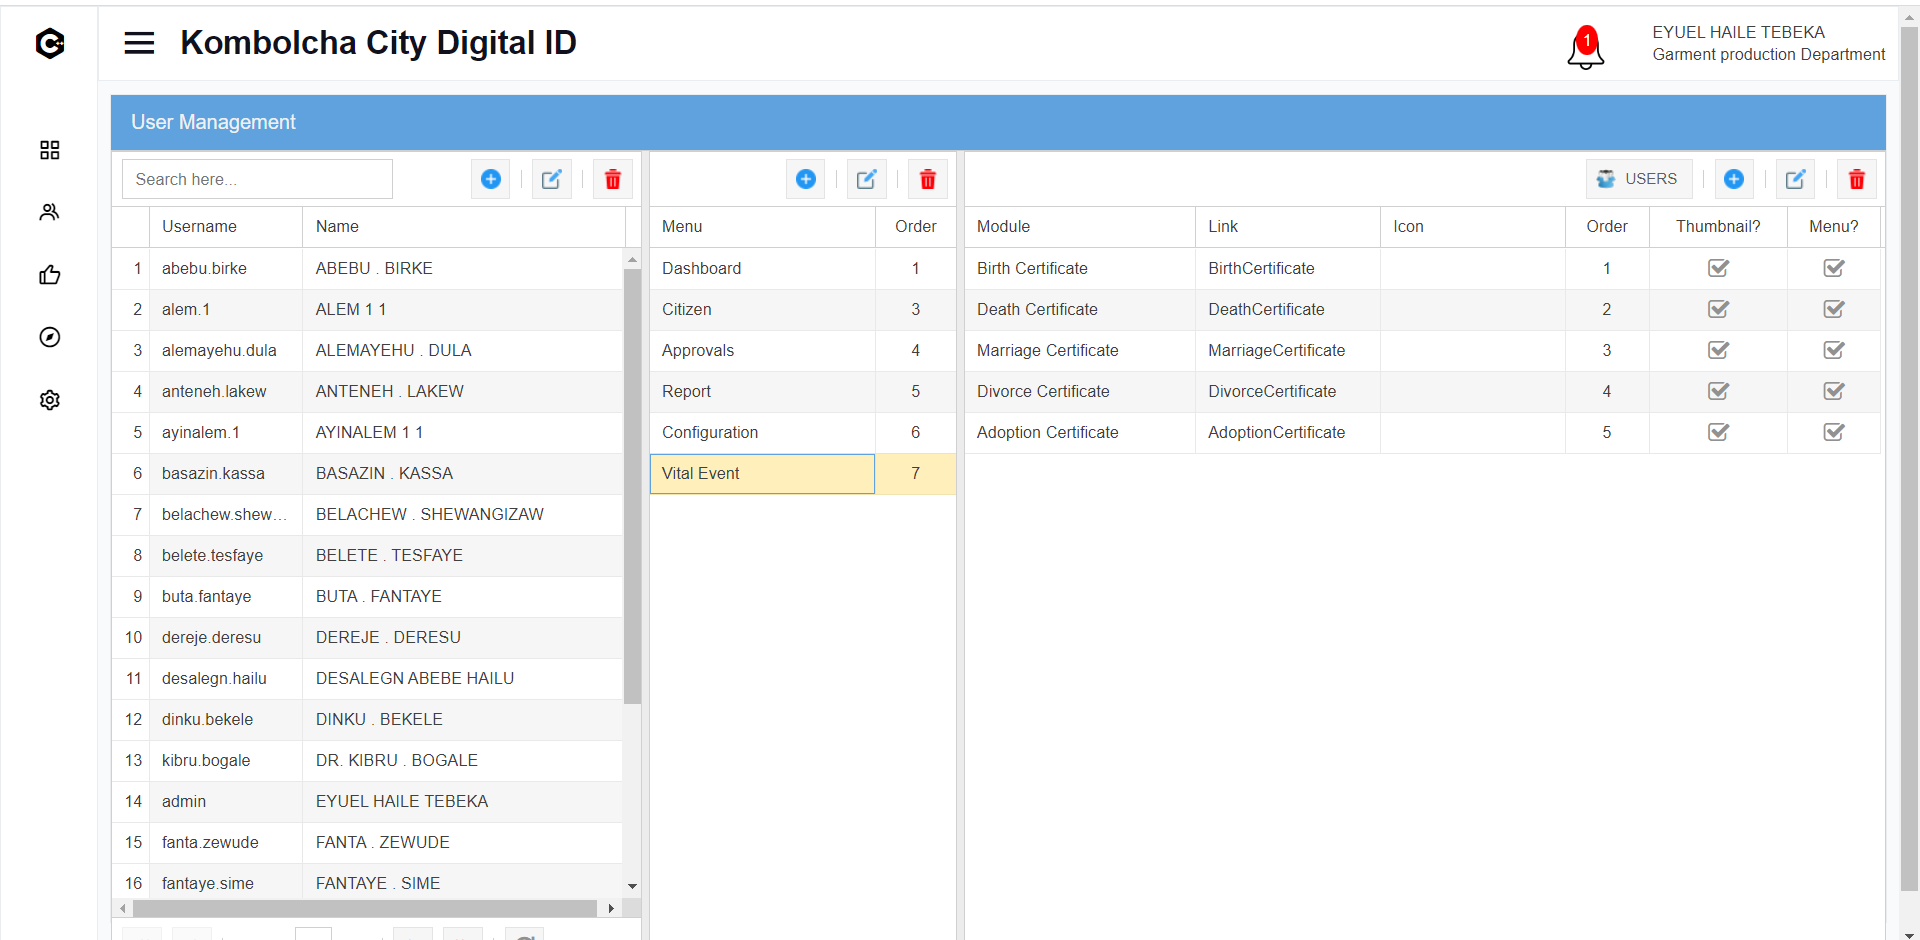 Kombolcha City Digital ID
1
EYUEL HAILE TEBEKA
Garment production Department
User Management
Search here...
USERS
Username Name
1 abebu.birke ABEBU . BIRKE
2 alem.1 ALEM 1 1
3 alemayehu.dula ALEMAYEHU . DULA
4 anteneh.lakew ANTENEH . LAKEW
5 ayinalem.1 AYINALEM 1 1
6 basazin.kassa BASAZIN . KASSA
7 belachew.shew... BELACHEW . SHEWANGIZAW
8 belete.tesfaye BELETE . TESFAYE
9 buta.fantaye BUTA . FANTAYE
10 dereje.deresu DEREJE . DERESU
11 desalegn.hailu DESALEGN ABEBE HAILU
12 dinku.bekele DINKU . BEKELE
13 kibru.bogale DR. KIBRU . BOGALE
14 admin EYUEL HAILE TEBEKA
15 fanta.zewude FANTA . ZEWUDE
16 fantaye.sime FANTAYE . SIME
Menu Order
Dashboard 1
Citizen 3
Approvals 4
Report 5
Configuration 6
Vital Event 7
Module Link Icon Order Thumbnail? Menu?
Birth Certificate BirthCertificate 1
Death Certificate DeathCertificate 2
Marriage Certificate MarriageCertificate 3
Divorce Certificate DivorceCertificate 4
Adoption Certificate AdoptionCertificate 5